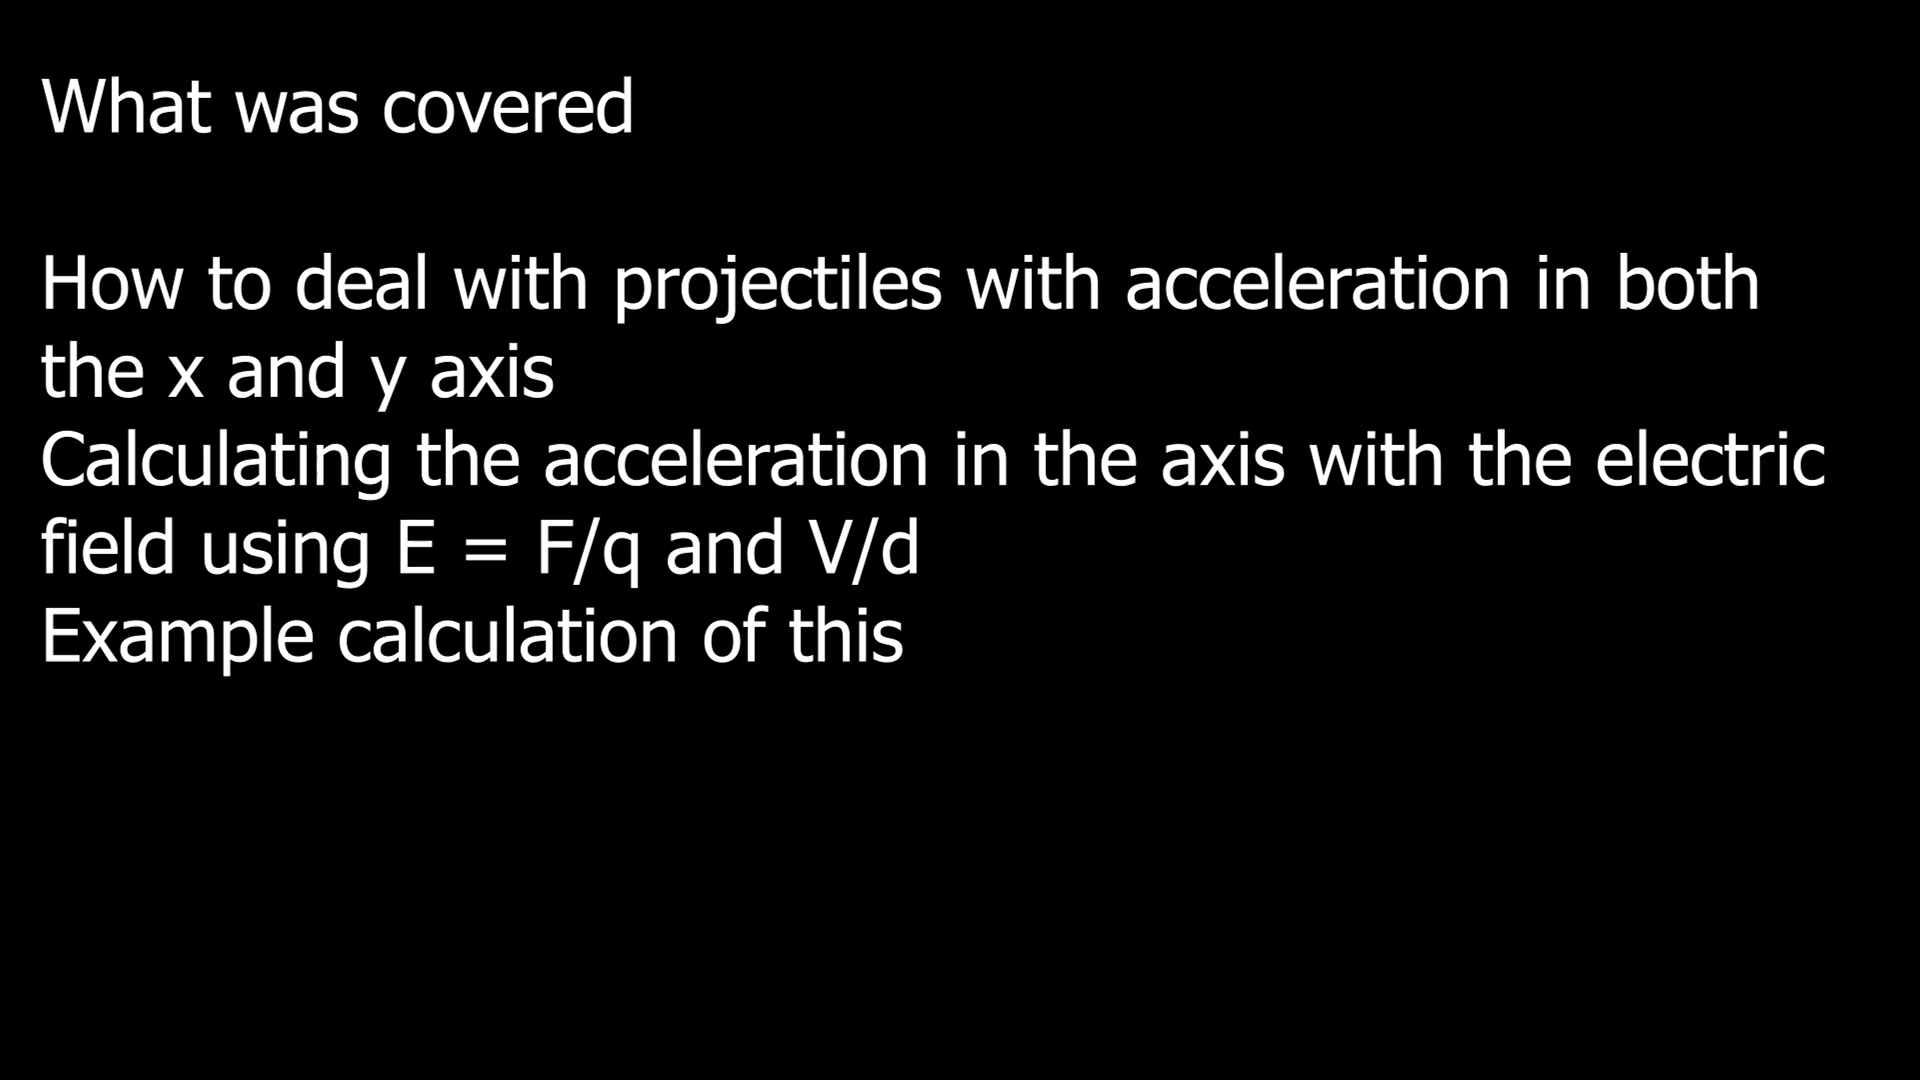 What was covered
How to deal with projectiles with acceleration in both
the x and y axis
Calculating the acceleration in the axis with the electric
field using E = F/q and V/d
Example calculation of this